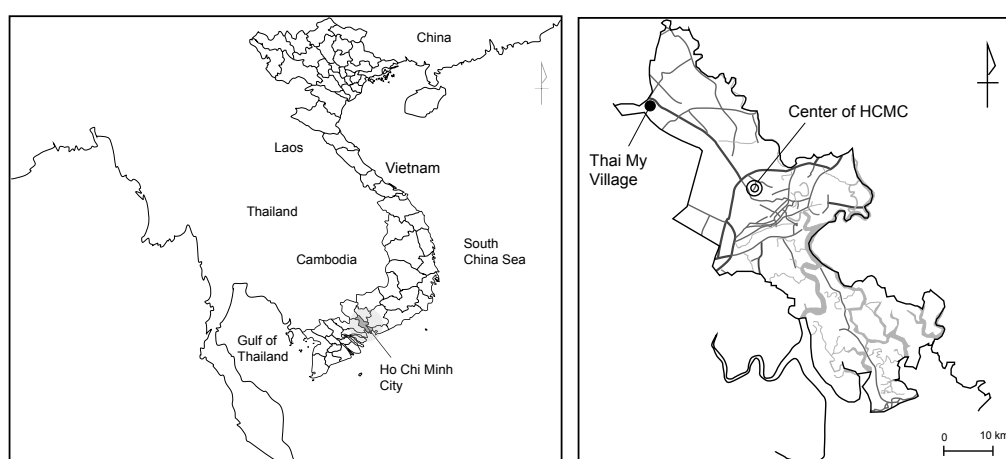 China
Laos
Vietnam
Thailand
Cambodia
South
China Sea
Gulf of
Thailand
Ho Chi Minh
City
Center of HCMC
Thai My
Village
0 10 km